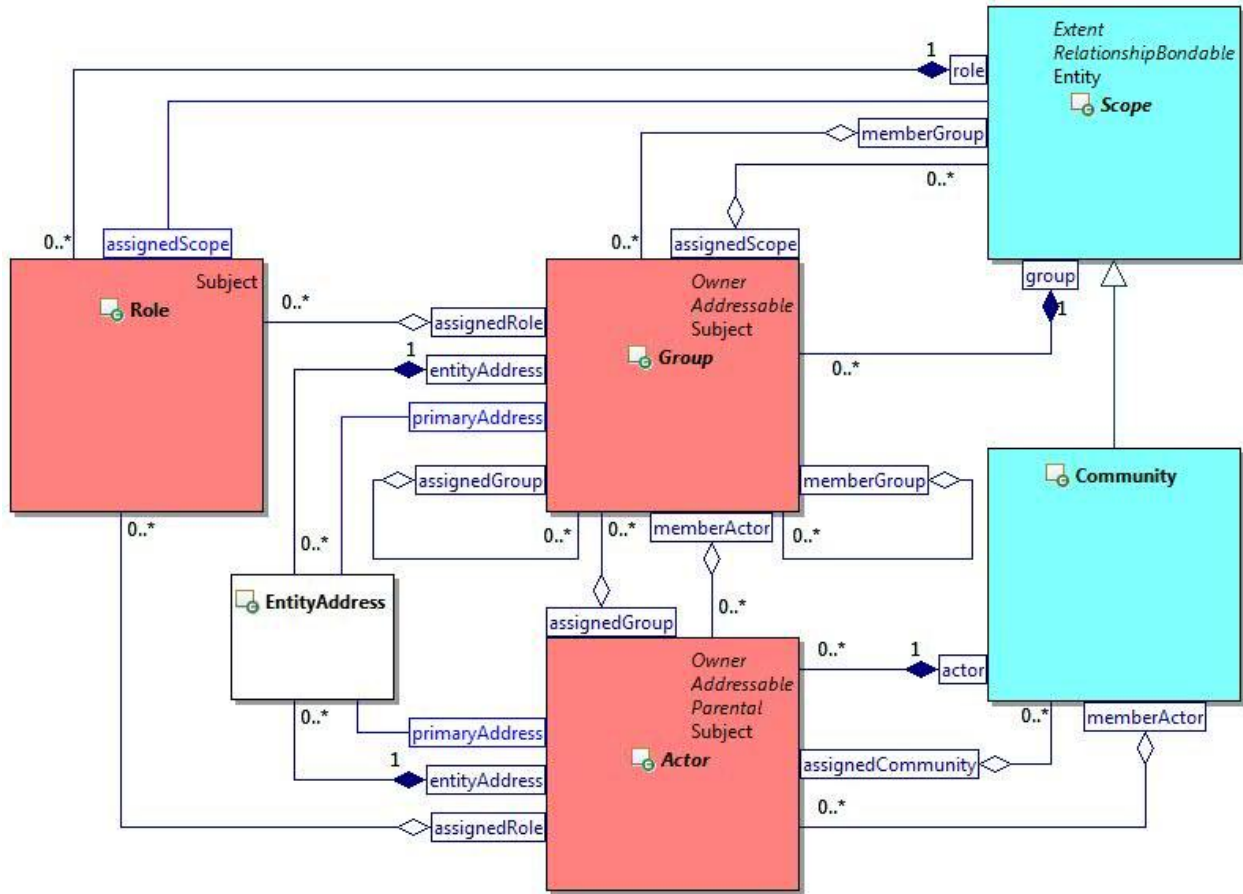 Extent
RelationshipBondable
Entity
Scope
1
role
memberGroup
0..*
0..*
0..*
assignedScope
assignedScope
group
1
Subject
Role
0..*
assignedRole
Owner
Addressable
Subject
Group
0..*
1
entityAddress
primaryAddress
assignedGroup
memberGroup
Community
0..*
0..*
0..*
0..*
memberActor
0..*
0..*
EntityAddress
0..*
assignedGroup
Owner
Addressable
Parental
Subject
Actor
0..*
1
actor
0..*
primaryAddress
0..*
memberActor
1
entityAddress
assignedCommunity
assignedRole
0..*